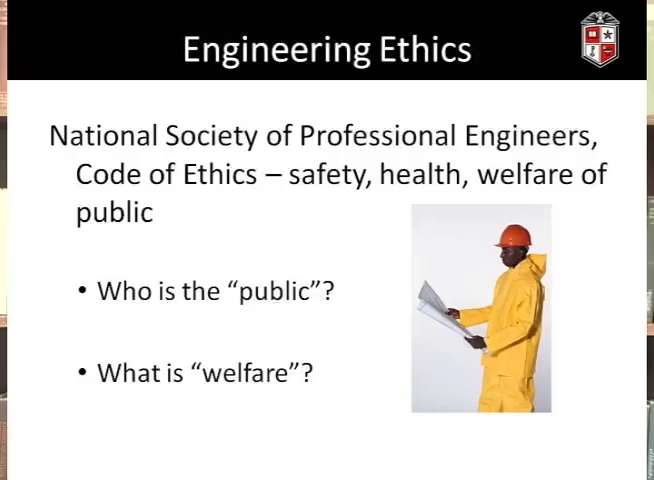 Engineering Ethics
National Society of Professional Engineers,
Code of Ethics – safety, health, welfare of
public
• Who is the “public”?
• What is “welfare”?